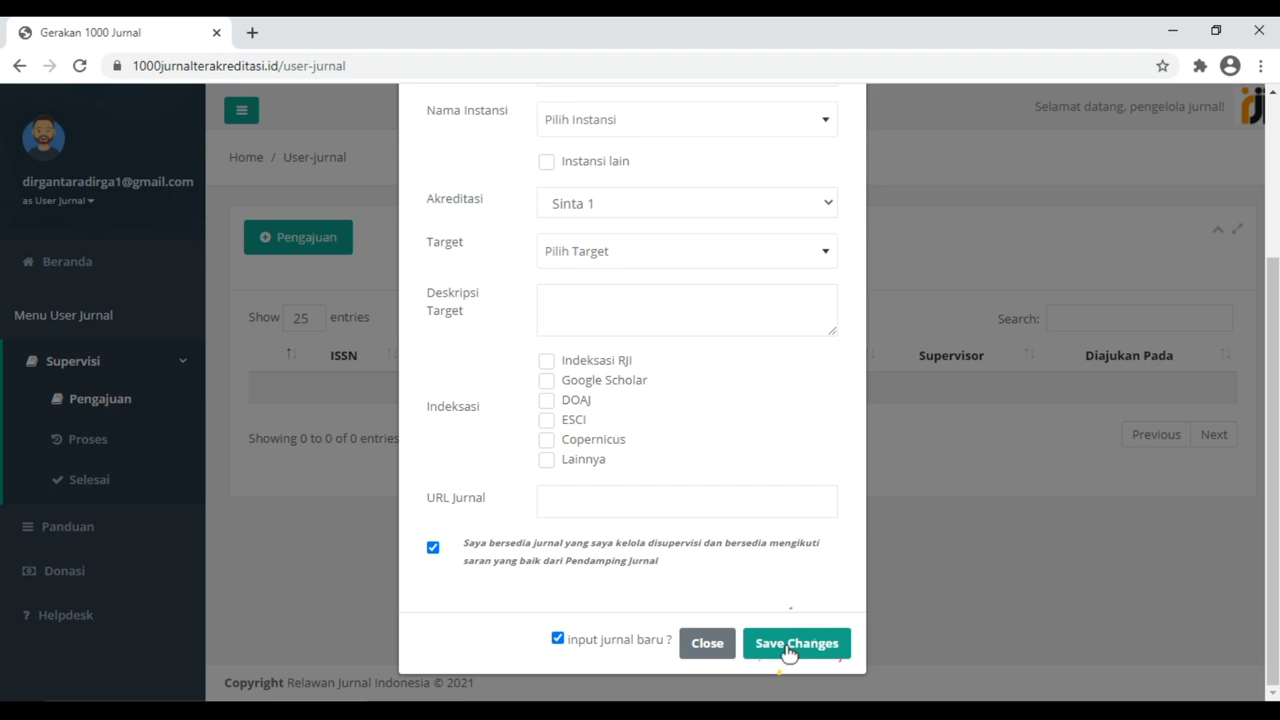 Gerakan 1000 Jurnal
1000jurnalterakreditasi.id/user-jurnal
dirgantaradirga1@gmail.com
as User Jurnal
Beranda
Menu User Jurnal
Supervisi
Pengajuan
Proses
Selesai
Panduan
Donasi
? Helpdesk
Selamat datang, pengelola jurnal!
Home / User-jurnal
Pengajuan
Show 25 entries
Search:
ISSN
Supervisor
Diajukan Pada
Showing 0 to 0 of 0 entries
Previous Next
Nama Instansi
Pilih Instansi
Instansi lain
Akreditasi
Sinta 1
Target
Pilih Target
Deskripsi
Target
Indeksasi
Indeksasi RJI
Google Scholar
DOAJ
ESCI
Copernicus
Lainnya
URL Jurnal
Saya bersedia jurnal yang saya kelola disupervisi dan bersedia mengikuti
saran yang baik dari Pendamping Jurnal
input jurnal baru ?
Close
Save Changes
Copyright Relawan Jurnal Indonesia © 2021